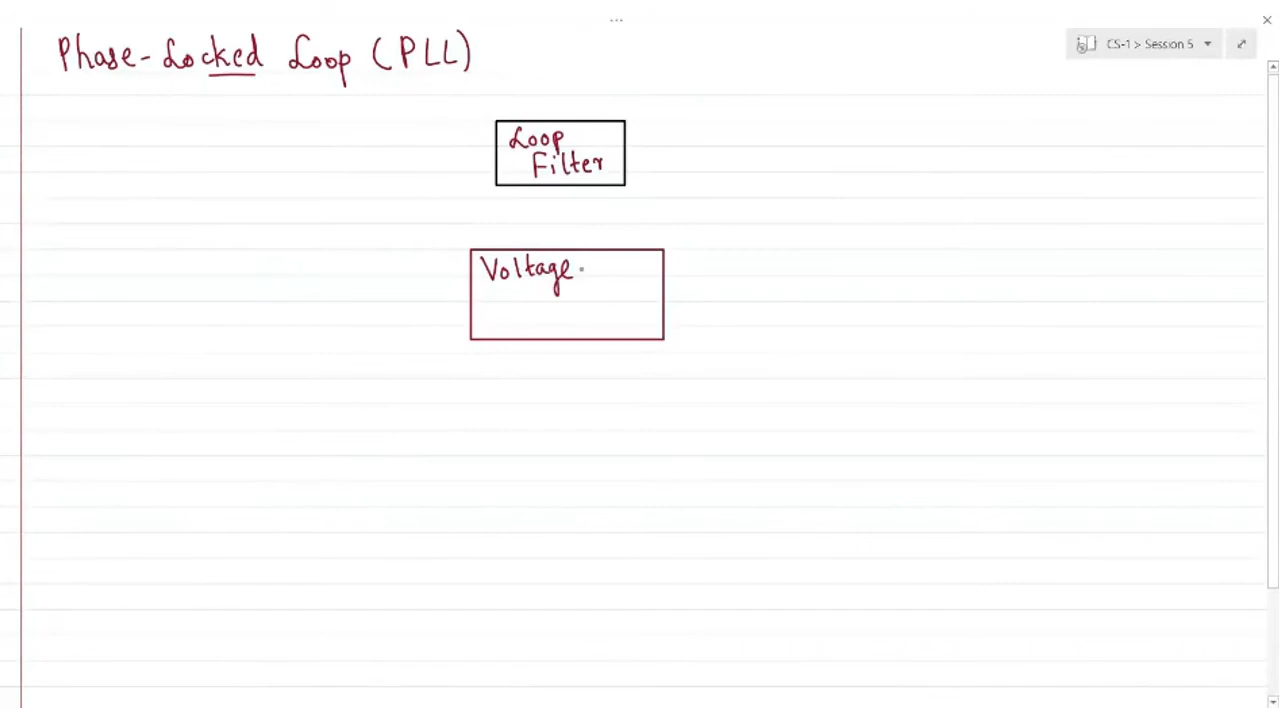 Phase-Locked Loop (PLL)
CS-1 > Session 5
Loop
Filter
Voltage